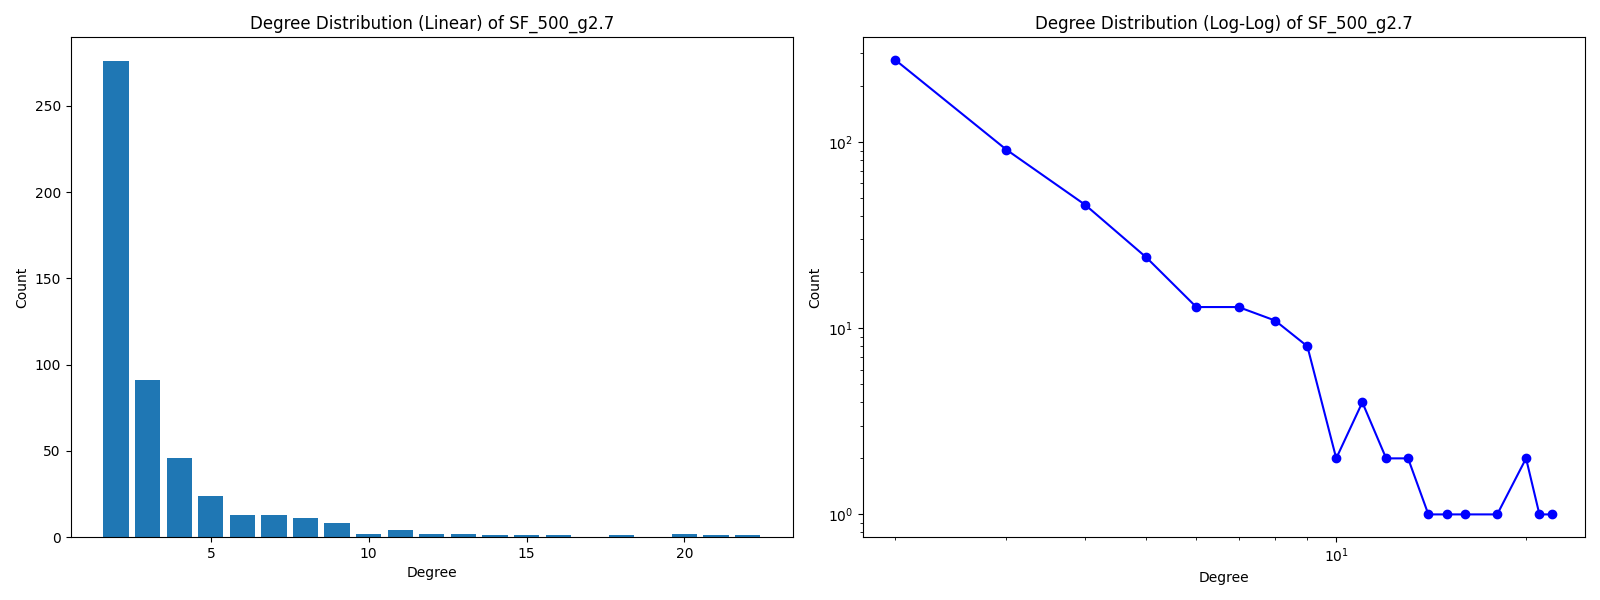 Degree Distribution (Linear) of SF_500_g2.7
250
200
150
100
50
0
Count
5
10
15
20
Degree
Degree Distribution (Log-Log) of SF_500_g2.7
10²
10¹
10⁰
Count
10¹
Degree